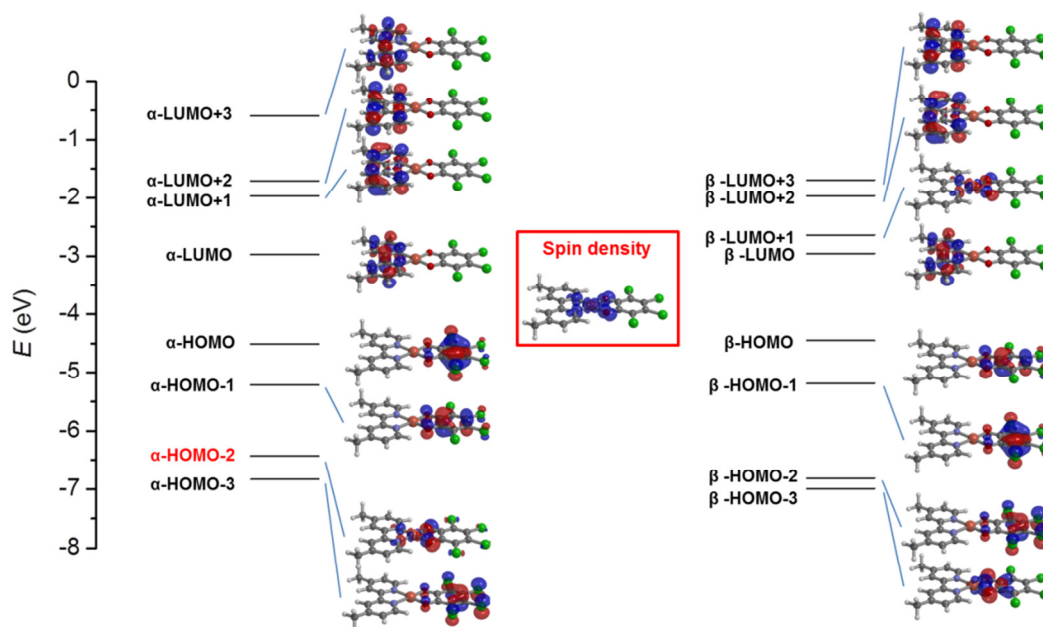 E (eV)
0
-1
-2
-3
-4
-5
-6
-7
-8
α-LUMO+3
α-LUMO+2
α-LUMO+1
α-LUMO
α-HOMO
α-HOMO-1
α-HOMO-2
α-HOMO-3
Spin density
β -LUMO+3
β -LUMO+2
β -LUMO+1
β -LUMO
β-HOMO
β -HOMO-1
β -HOMO-2
β -HOMO-3